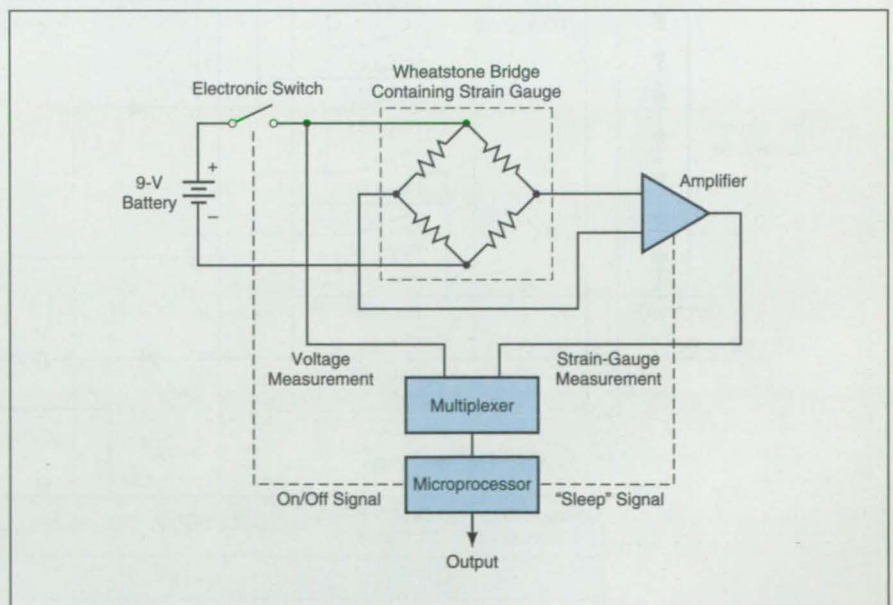 Wheatstone Bridge
Containing Strain Gauge
Electronic Switch
9-V
Battery
+
–
Amplifier
Voltage
Measurement
Strain-Gauge
Measurement
Multiplexer
Microprocessor
On/Off Signal
"Sleep" Signal
Output